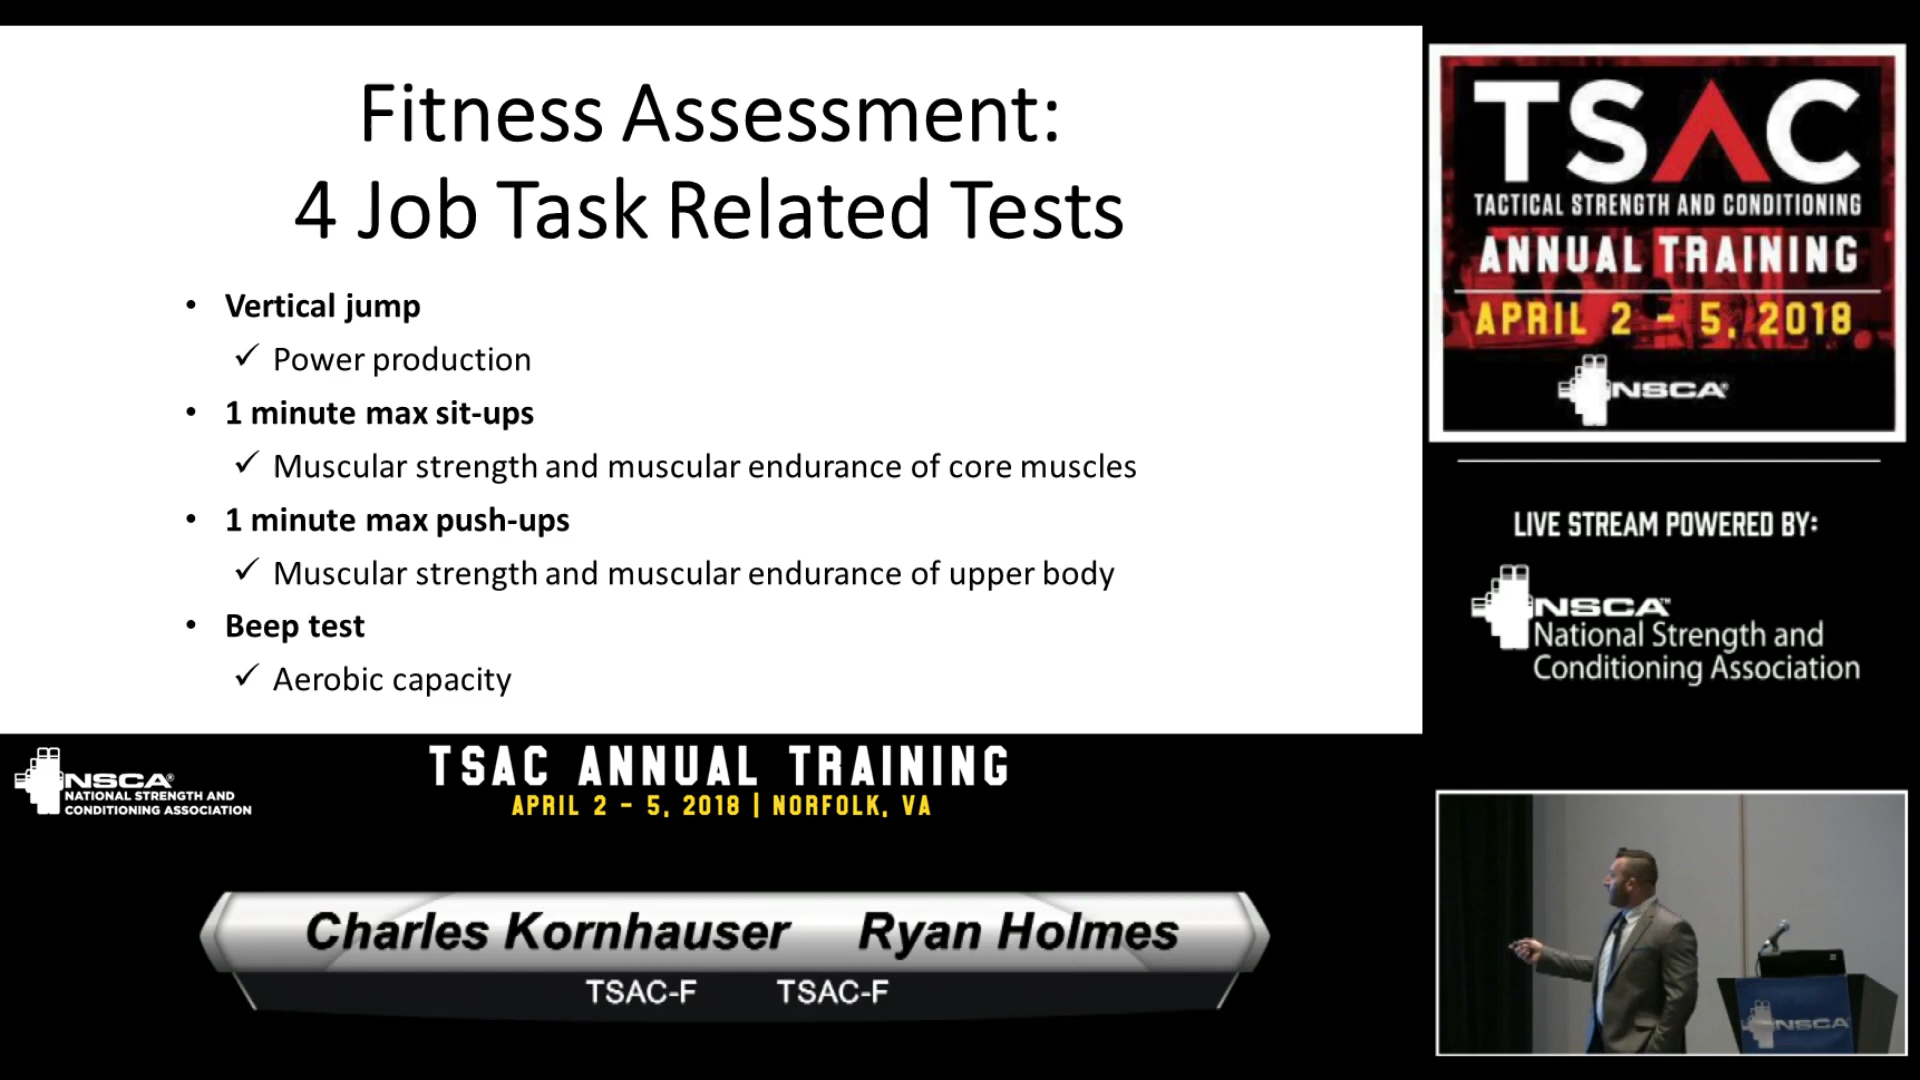 Fitness Assessment:
4 Job Task Related Tests
• Vertical jump
✓ Power production
• 1 minute max sit-ups
✓ Muscular strength and muscular endurance of core muscles
• 1 minute max push-ups
✓ Muscular strength and muscular endurance of upper body
• Beep test
✓ Aerobic capacity
TSAC
TACTICAL STRENGTH AND CONDITIONING
ANNUAL TRAINING
APRIL 2 - 5, 2018
NSCA®
LIVE STREAM POWERED BY:
NSCA™
National Strength and
Conditioning Association
NSCA®
NATIONAL STRENGTH AND
CONDITIONING ASSOCIATION
TSAC ANNUAL TRAINING
APRIL 2 - 5, 2018 | NORFOLK, VA
Charles Kornhauser Ryan Holmes
TSAC-F TSAC-F
NSCA